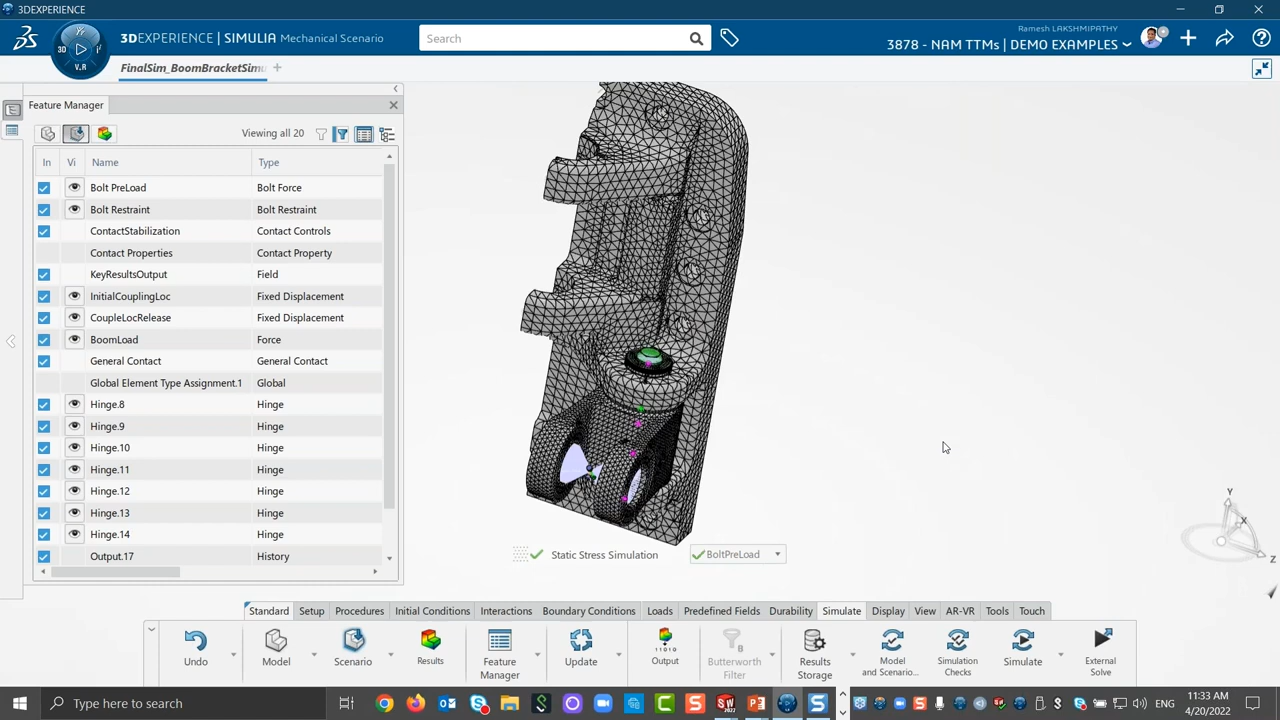 3DEXPERIENCE
3DEXPERIENCE | SIMULIA Mechanical Scenario
3D
V.R
Search
Ramesh LAKSHMIPATHY
3878 - NAM TTMs | DEMO EXAMPLES
FinalSim_BoomBracketSimu
Feature Manager
Viewing all 20
In Vi Name Type
Bolt PreLoad Bolt Force
Bolt Restraint Bolt Restraint
ContactStabilization Contact Controls
Contact Properties Contact Property
KeyResultsOutput Field
InitialCouplingLoc Fixed Displacement
CoupleLocRelease Fixed Displacement
BoomLoad Force
General Contact General Contact
Global Element Type Assignment.1 Global
Hinge.8 Hinge
Hinge.9 Hinge
Hinge.10 Hinge
Hinge.11 Hinge
Hinge.12 Hinge
Hinge.13 Hinge
Hinge.14 Hinge
Output.17 History
Y
X
Z
Static Stress Simulation BoltPreLoad
Standard Setup Procedures Initial Conditions Interactions Boundary Conditions Loads Predefined Fields Durability Simulate Display View AR-VR Tools Touch
Undo
Model
Scenario
Results
Feature Manager
Update
Output
Butterworth Filter
Results Storage
Model and Scenario...
Simulation Checks
Simulate
External Solve
Type here to search
ENG
11:33 AM
4/20/2022